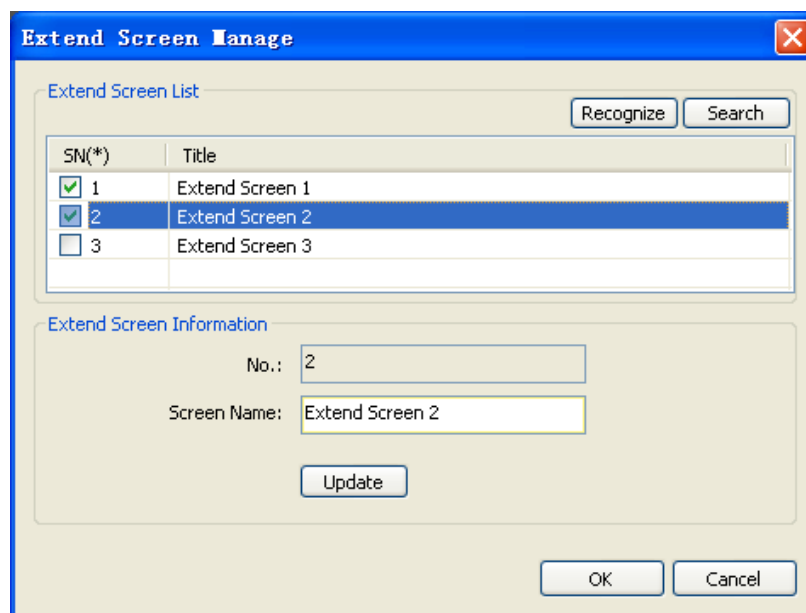 Extend Screen Manage
Extend Screen List
Recognize Search
SN(*) Title
1 Extend Screen 1
2 Extend Screen 2
3 Extend Screen 3
Extend Screen Information
No.: 2
Screen Name: Extend Screen 2
Update
OK Cancel